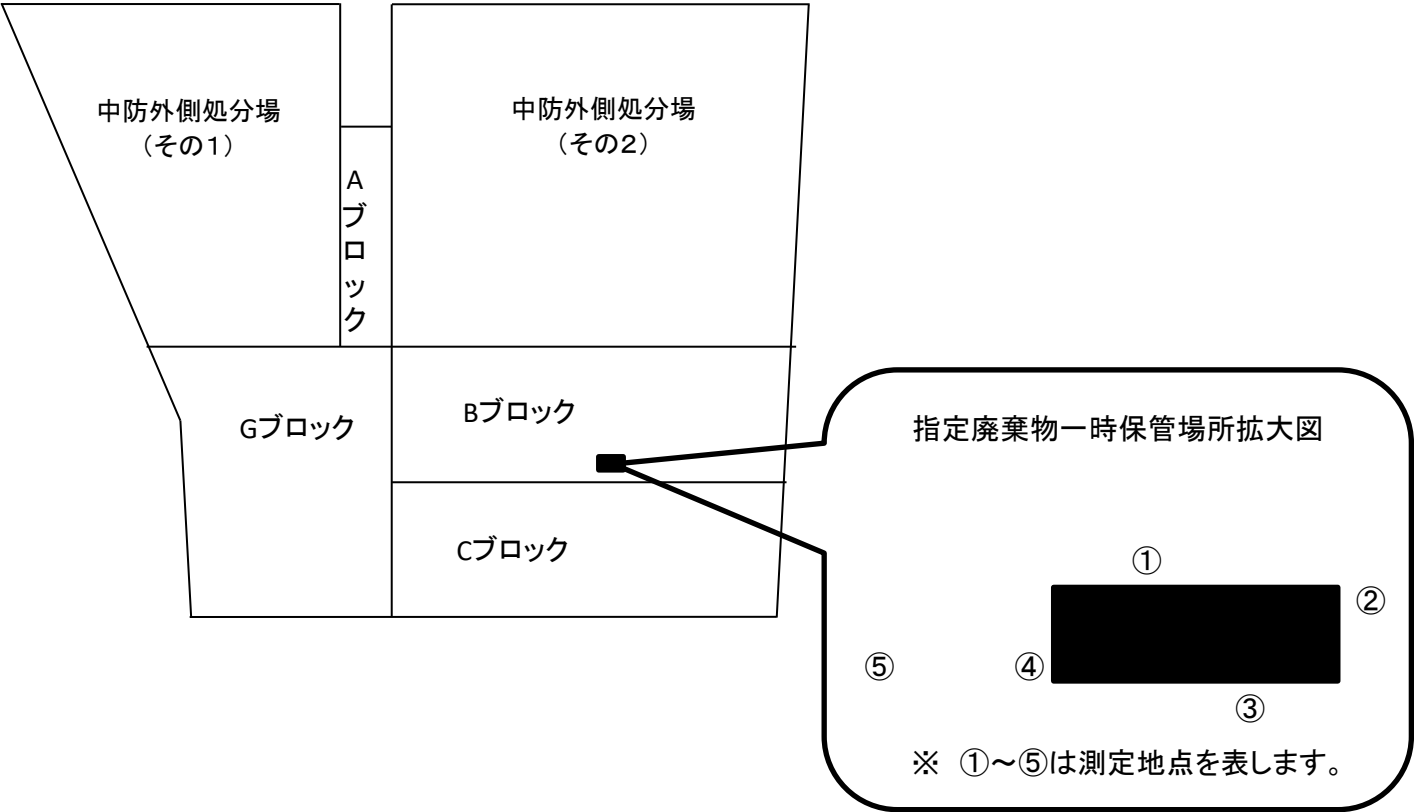 中防外側処分場
（その１）
中防外側処分場
（その２）
Aブロック
Gブロック
Bブロック
Cブロック
指定廃棄物一時保管場所拡大図
①
②
③
④
⑤
※　①～⑤は測定地点を表します。